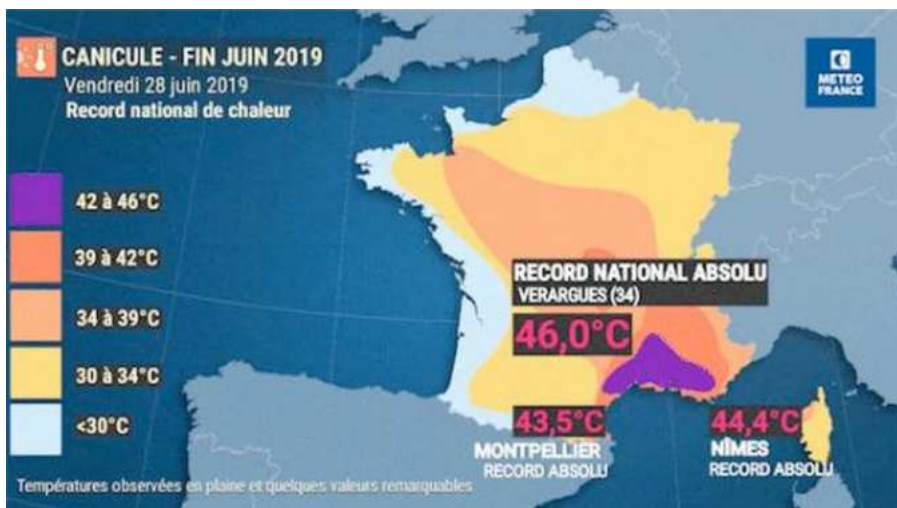 CANICULE - FIN JUIN 2019
Vendredi 28 juin 2019
Record national de chaleur
METEO
FRANCE
42 à 46°C
39 à 42°C
34 à 39°C
30 à 34°C
<30°C
RECORD NATIONAL ABSOLU
VERARGUES (34)
46,0°C
43,5°C
MONTPELLIER
RECORD ABSOLU
44,4°C
NÎMES
RECORD ABSOLU
Températures observées en plaine et quelques valeurs remarquables